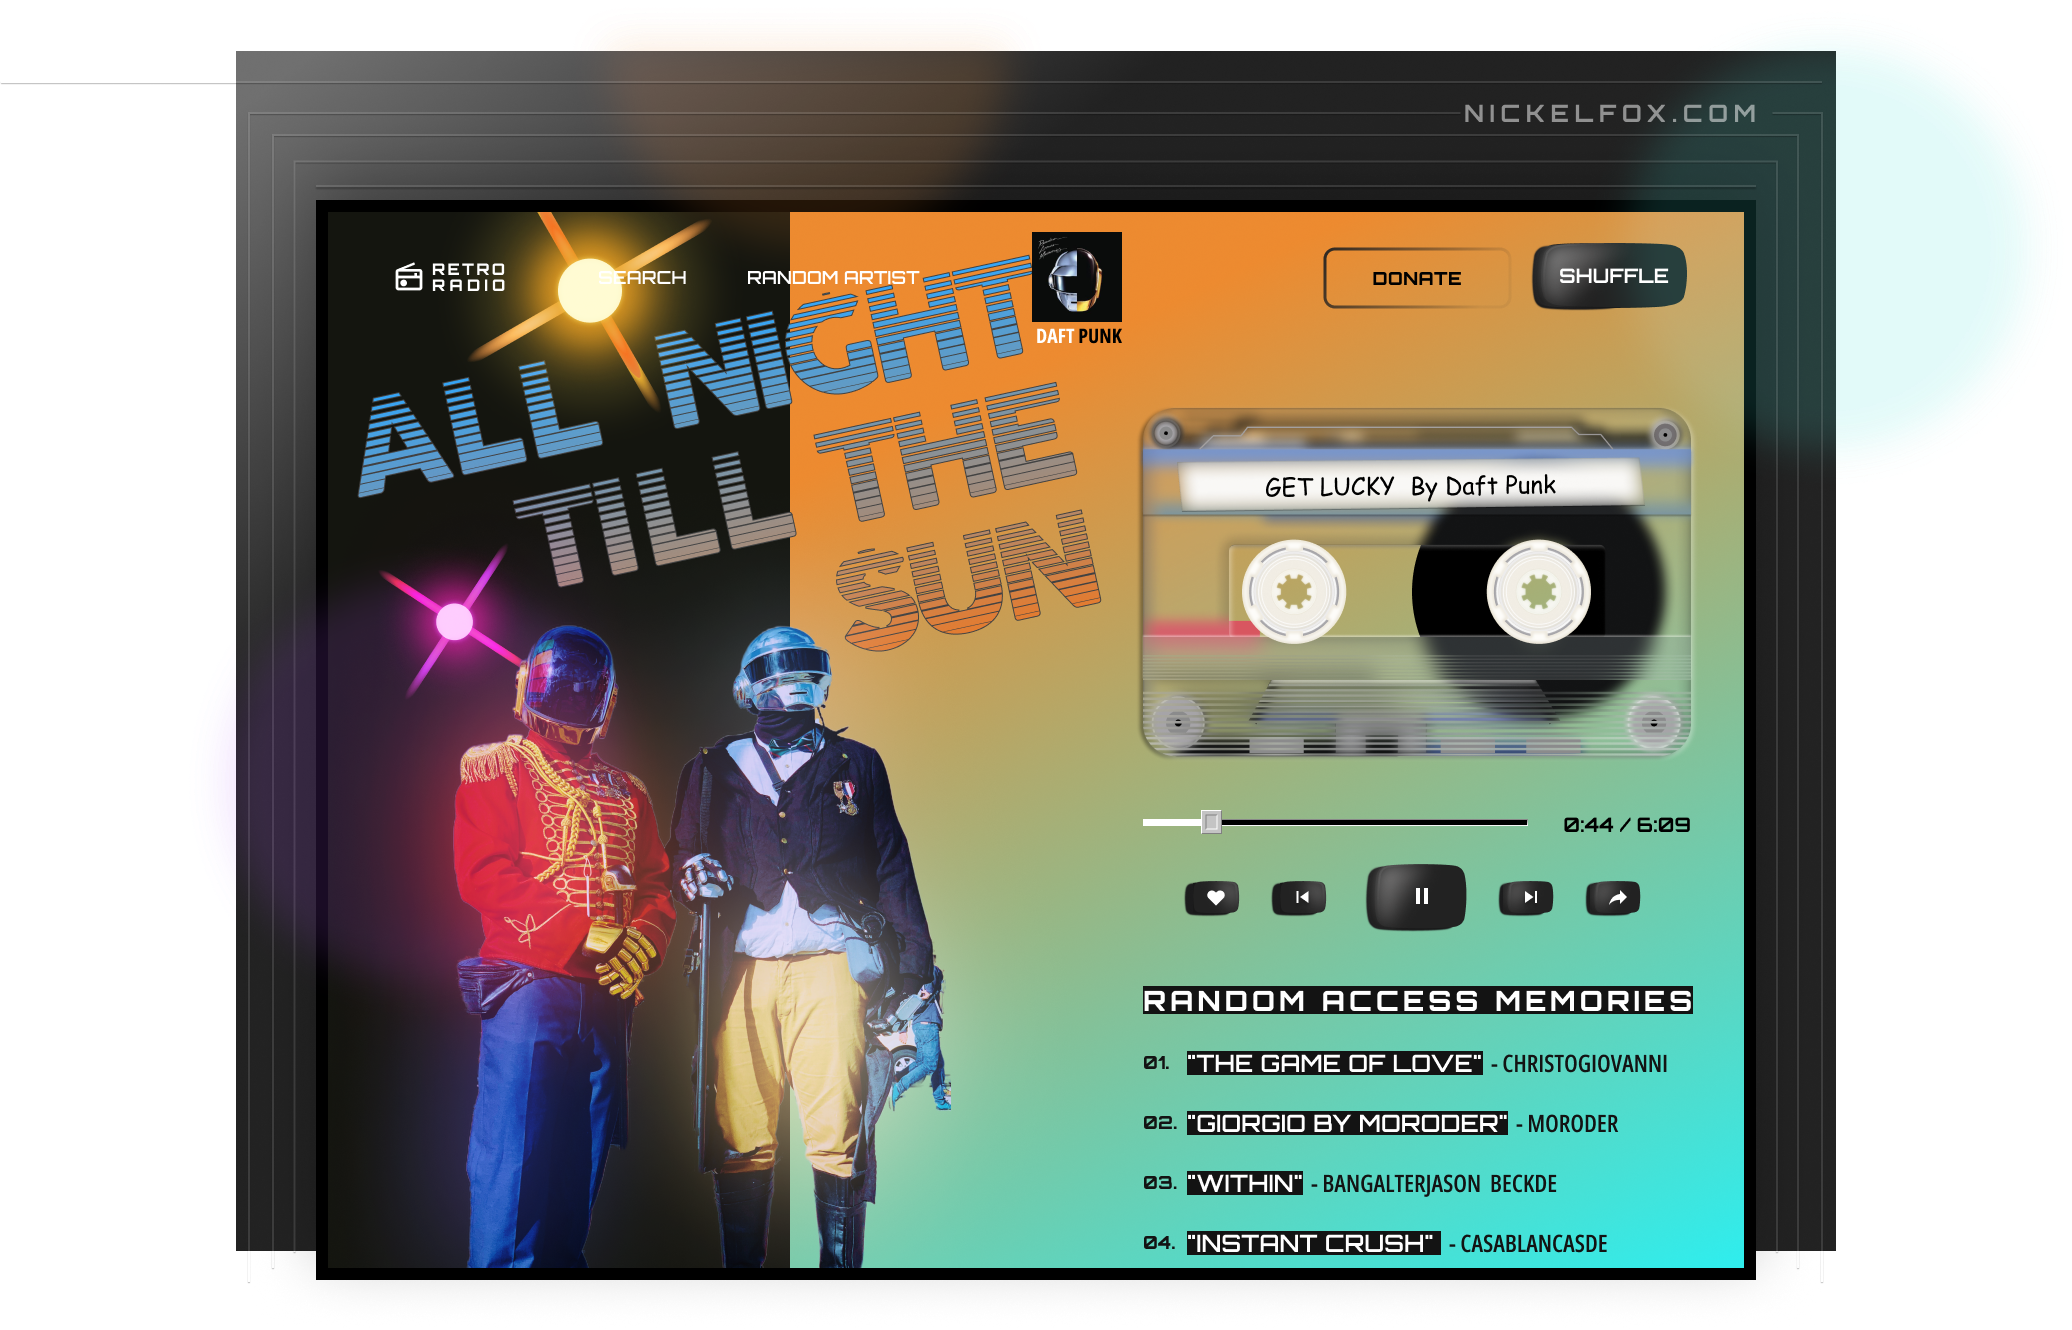 NICKELFOX.COM
RETRO
RADIO
SEARCH
RANDOM ARTIST
DAFT PUNK
DONATE
SHUFFLE
ALL NIGHT
TILL THE
SUN
GET LUCKY By Daft Punk
0:44 / 6:09
RANDOM ACCESS MEMORIES
01. "THE GAME OF LOVE" - CHRISTOGIOVANNI
02. "GIORGIO BY MORODER" - MORODER
03. "WITHIN" - BANGALTERJASON BECKDE
04. "INSTANT CRUSH" - CASABLANCASDE